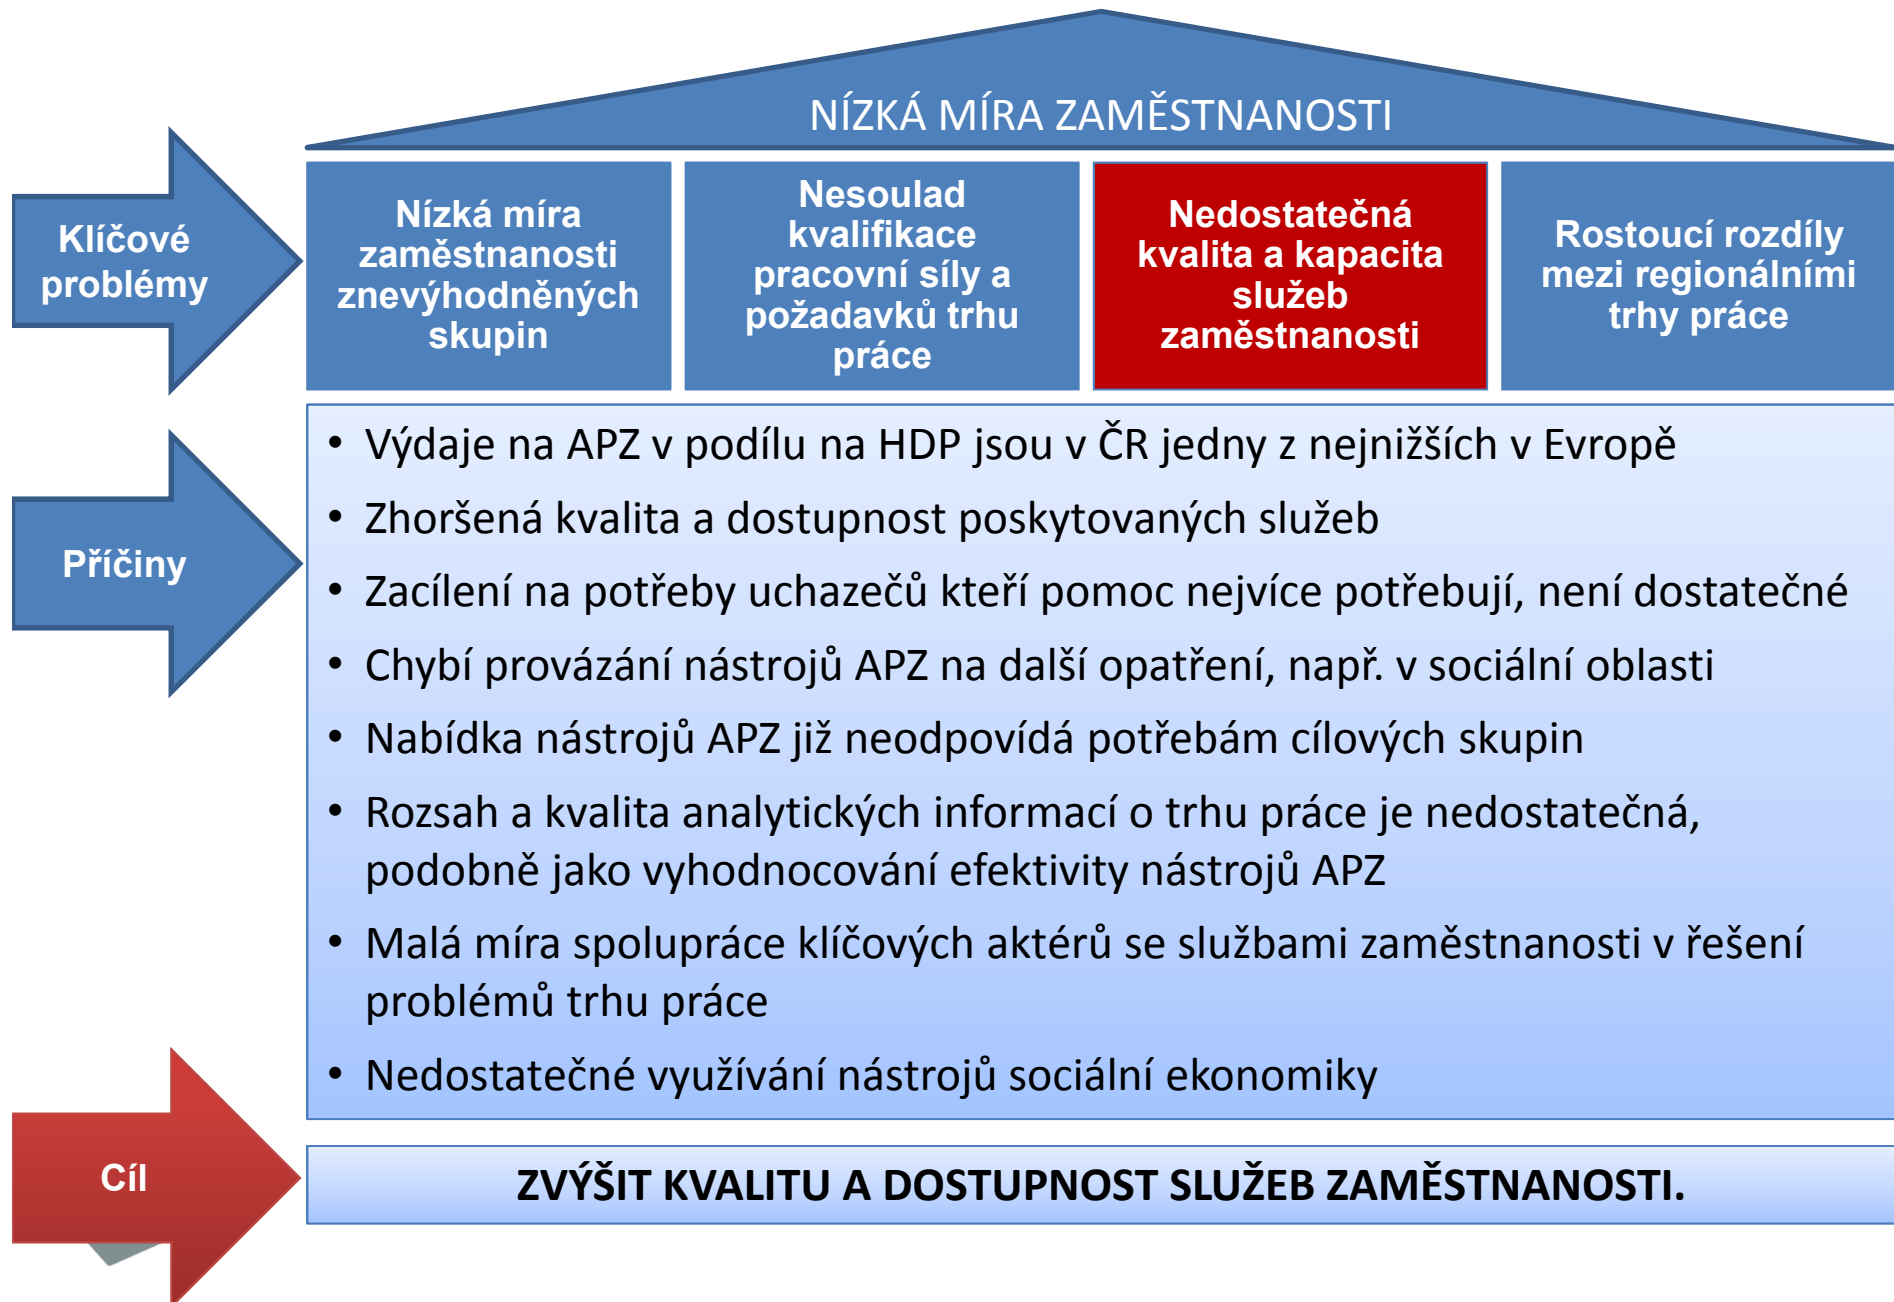 NÍZKÁ MÍRA ZAMĚSTNANOSTI
Klíčové
problémy
Nízká míra
zaměstnanosti
znevýhodněných
skupin
Nesoulad
kvalifikace
pracovní síly a
požadavků trhu
práce
Nedostatečná
kvalita a kapacita
služeb
zaměstnanosti
Rostoucí rozdíly
mezi regionálními
trhy práce
Příčiny
• Výdaje na APZ v podílu na HDP jsou v ČR jedny z nejnižších v Evropě
• Zhoršená kvalita a dostupnost poskytovaných služeb
• Zacílení na potřeby uchazečů kteří pomoc nejvíce potřebují, není dostatečné
• Chybí provázání nástrojů APZ na další opatření, např. v sociální oblasti
• Nabídka nástrojů APZ již neodpovídá potřebám cílových skupin
• Rozsah a kvalita analytických informací o trhu práce je nedostatečná,
podobně jako vyhodnocování efektivity nástrojů APZ
• Malá míra spolupráce klíčových aktérů se službami zaměstnanosti v řešení
problémů trhu práce
• Nedostatečné využívání nástrojů sociální ekonomiky
Cíl
ZVÝŠIT KVALITU A DOSTUPNOST SLUŽEB ZAMĚSTNANOSTI.